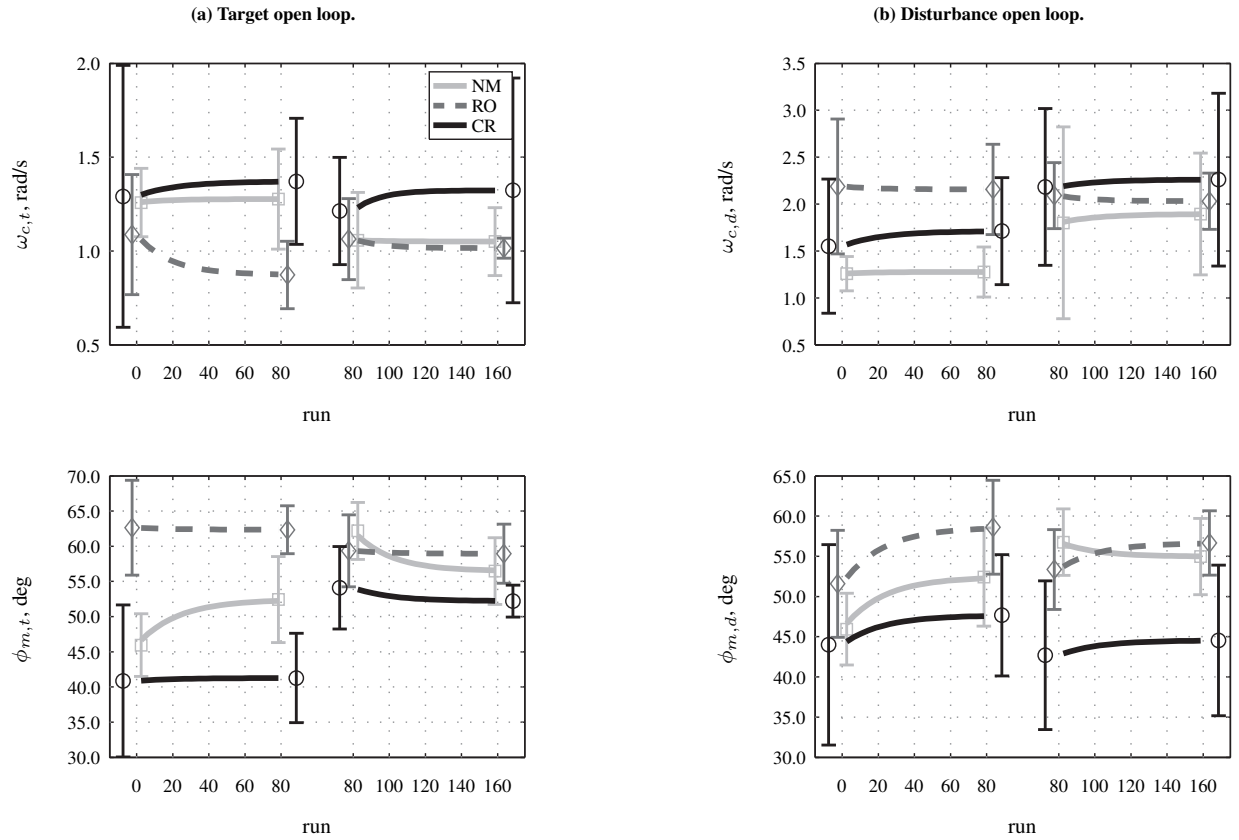 (a) Target open loop.
(b) Disturbance open loop.
2.0
1.5
1.0
0.5
ω_{c,t}, rad/s
NM
RO
CR
0 20 40 60 80 80 100 120 140 160
run
3.5
3.0
2.5
2.0
1.5
1.0
0.5
ω_{c,d}, rad/s
0 20 40 60 80 80 100 120 140 160
run
70.0
65.0
60.0
55.0
50.0
45.0
40.0
35.0
30.0
ϕ_{m,t}, deg
0 20 40 60 80 80 100 120 140 160
run
65.0
60.0
55.0
50.0
45.0
40.0
35.0
30.0
ϕ_{m,d}, deg
0 20 40 60 80 80 100 120 140 160
run